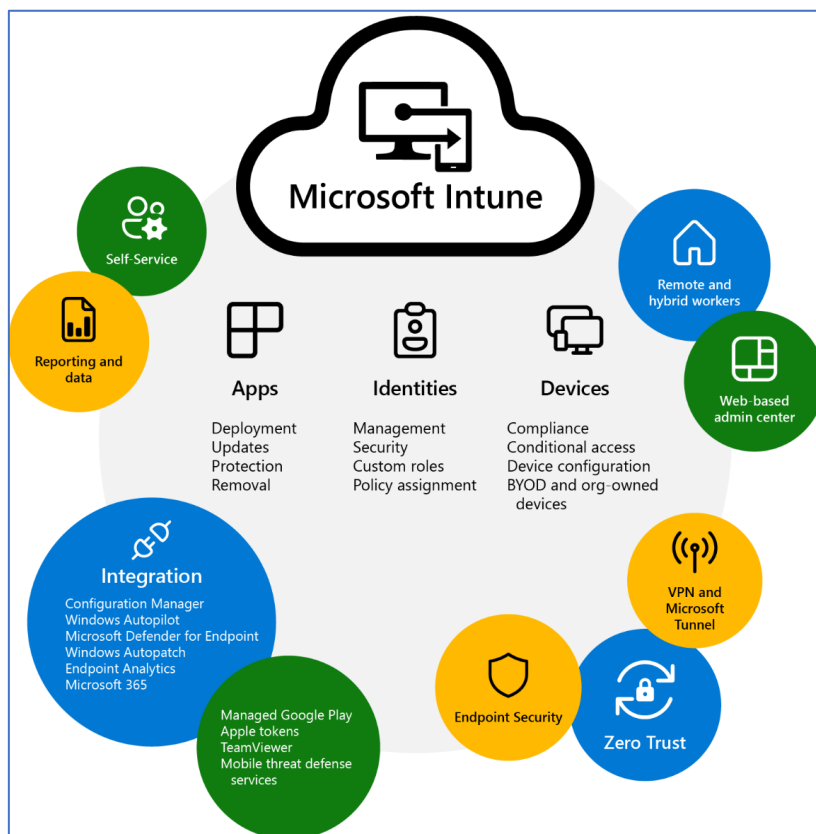 Microsoft Intune
Self-Service
Reporting and
data
Remote and
hybrid workers
Web-based
admin center
Apps
Deployment
Updates
Protection
Removal
Identities
Management
Security
Custom roles
Policy assignment
Devices
Compliance
Conditional access
Device configuration
BYOD and org-owned
devices
Integration
Configuration Manager
Windows Autopilot
Microsoft Defender for Endpoint
Windows Autopatch
Endpoint Analytics
Microsoft 365
Managed Google Play
Apple tokens
TeamViewer
Mobile threat defense
services
VPN and
Microsoft
Tunnel
Endpoint Security
Zero Trust